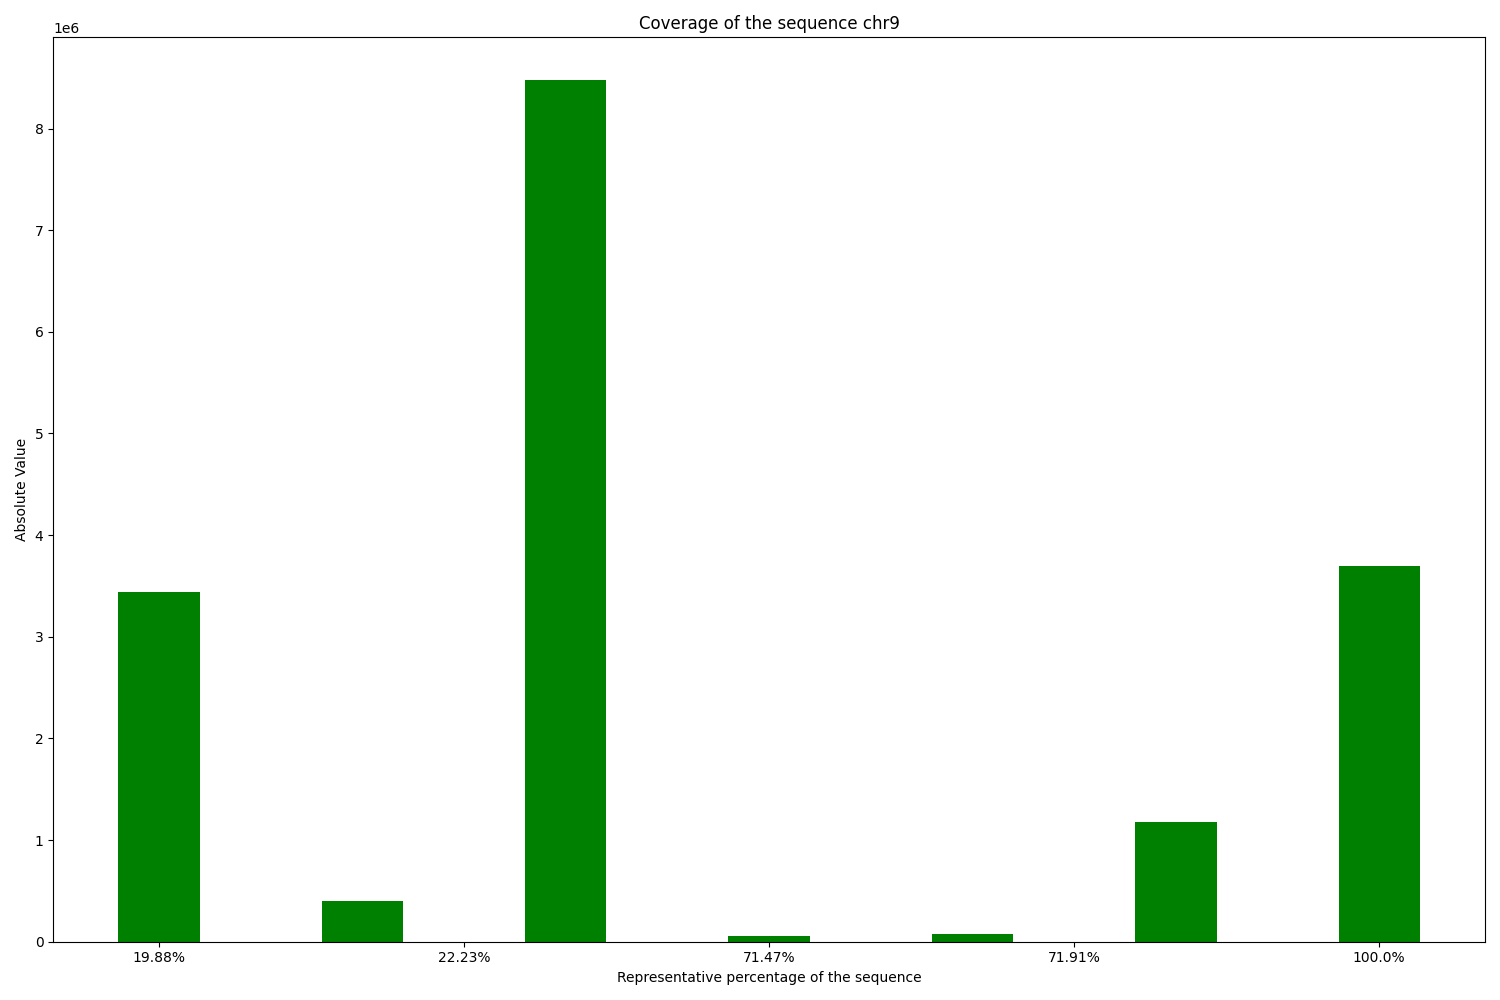 Coverage of the sequence chr9
1e6
8
7
6
5
4
3
2
1
0
Absolute Value
19.88% 22.23% 71.47% 71.91% 100.0%
Representative percentage of the sequence